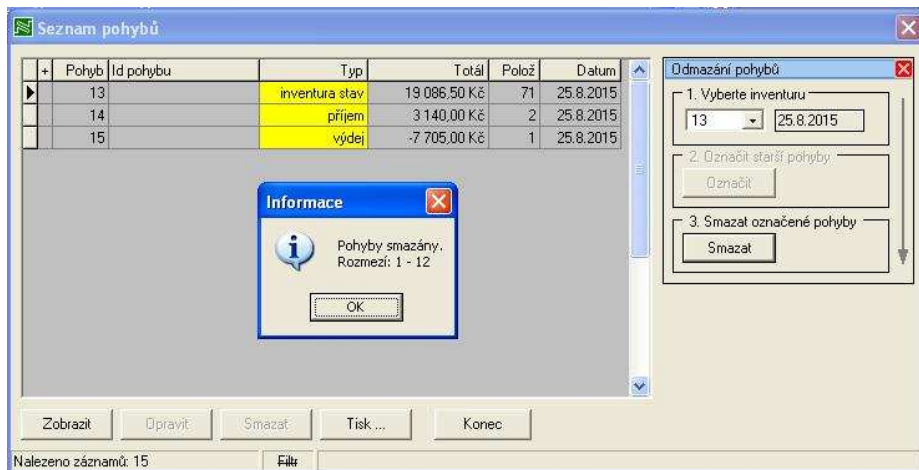 Seznam pohybů
+ Pohyb Id pohybu Typ Totál Polož Datum
13 inventura stav 19 086,50 Kč 71 25.8.2015
14 příjem 3 140,00 Kč 2 25.8.2015
15 výdej -7 705,00 Kč 1 25.8.2015
Odmazání pohybů
1. Vyberte inventuru
13 25.8.2015
2. Označit starší pohyby
Označit
3. Smazat označené pohyby
Smazat
Informace
Pohyby smazány.
Rozmezí: 1 - 12
OK
Zobrazit Opravit Smazat Tisk ... Konec
Nalezeno záznamů: 15 Filtr